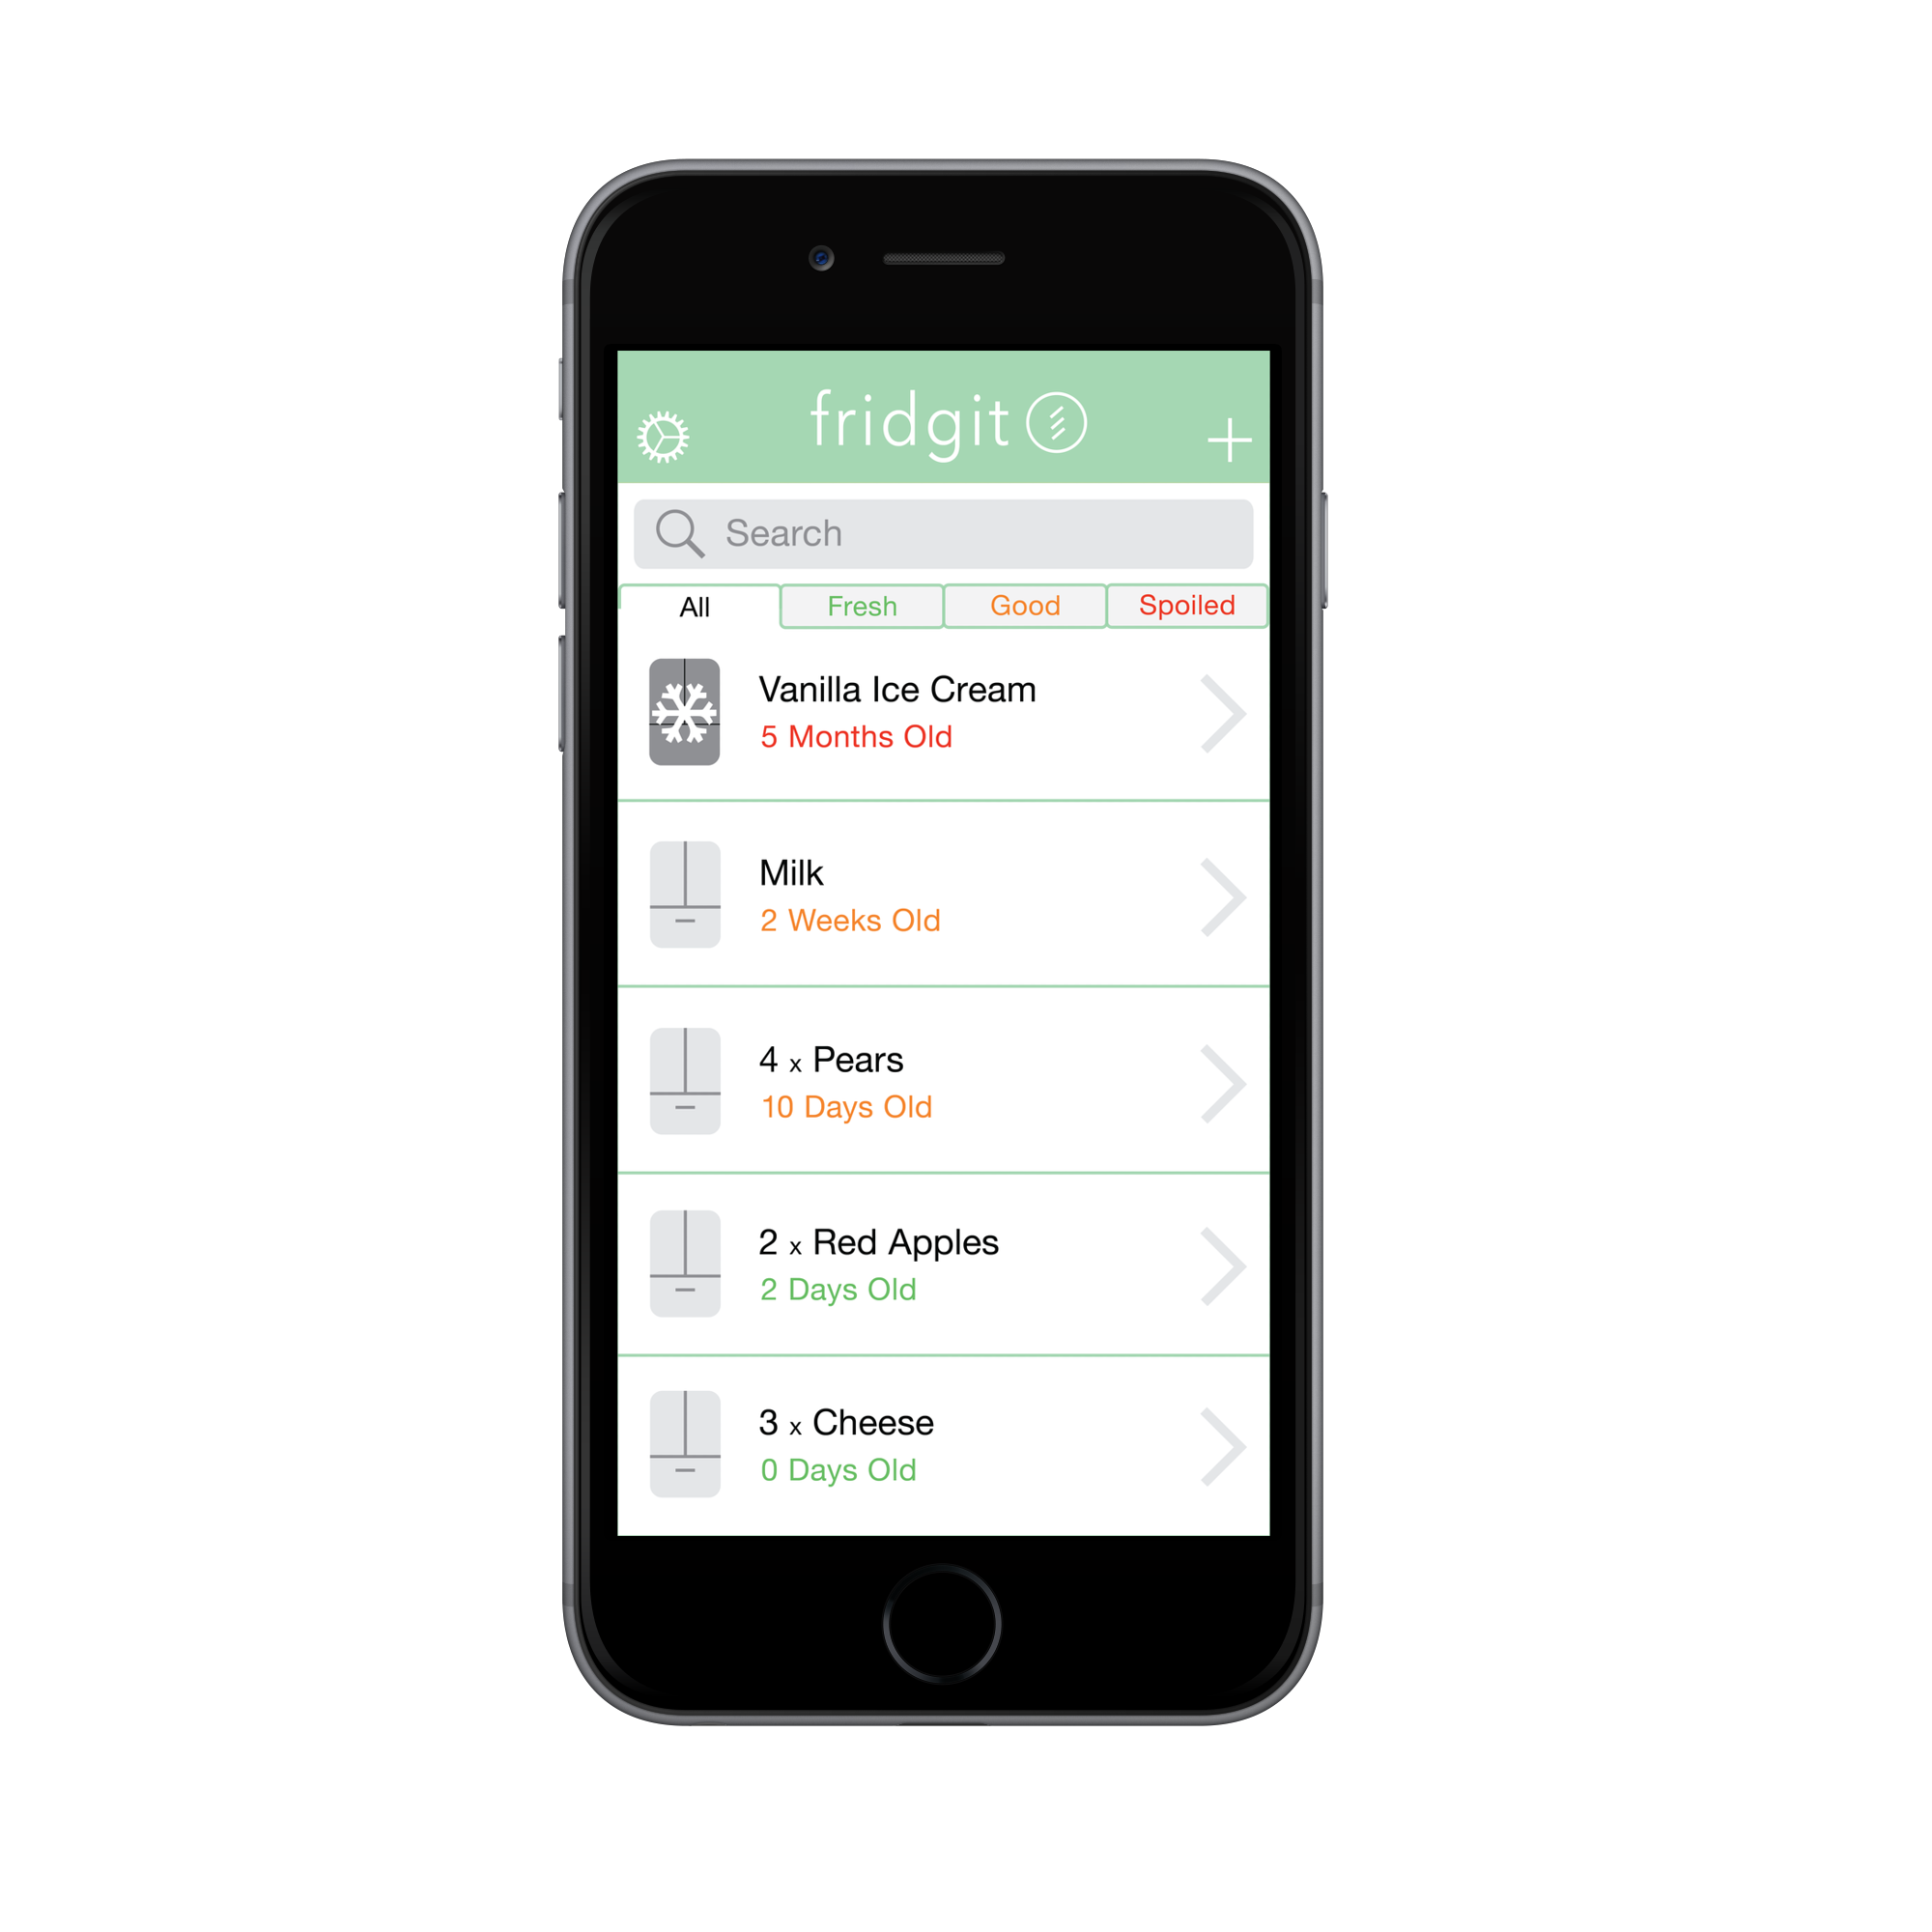 fridgit
Search
All Fresh Good Spoiled
Vanilla Ice Cream
5 Months Old
Milk
2 Weeks Old
4 x Pears
10 Days Old
2 x Red Apples
2 Days Old
3 x Cheese
0 Days Old